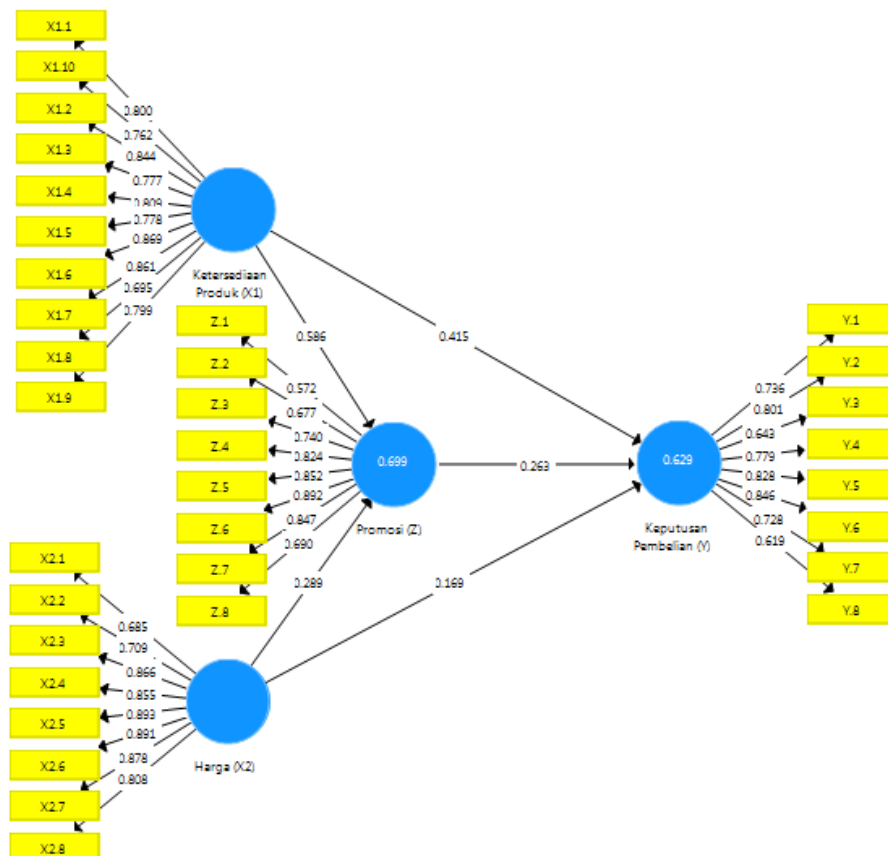 X1.1
X1.10
X1.2
X1.3
X1.4
X1.5
X1.6
X1.7
X1.8
X1.9
0.800
0.762
0.844
0.777
0.809
0.778
0.869
0.861
0.695
0.799
Ketersediaan
Produk (X1)
0.586
0.415
Z.1
Z.2
Z.3
Z.4
Z.5
Z.6
Z.7
Z.8
0.572
0.677
0.740
0.824
0.852
0.892
0.847
0.690
0.699
Promosi (Z)
0.263
0.289
0.169
X2.1
X2.2
X2.3
X2.4
X2.5
X2.6
X2.7
X2.8
0.685
0.709
0.866
0.855
0.893
0.891
0.878
0.808
Harga (X2)
0.629
Keputusan
Pembelian (Y)
0.736
0.801
0.643
0.779
0.828
0.846
0.728
0.619
Y.1
Y.2
Y.3
Y.4
Y.5
Y.6
Y.7
Y.8